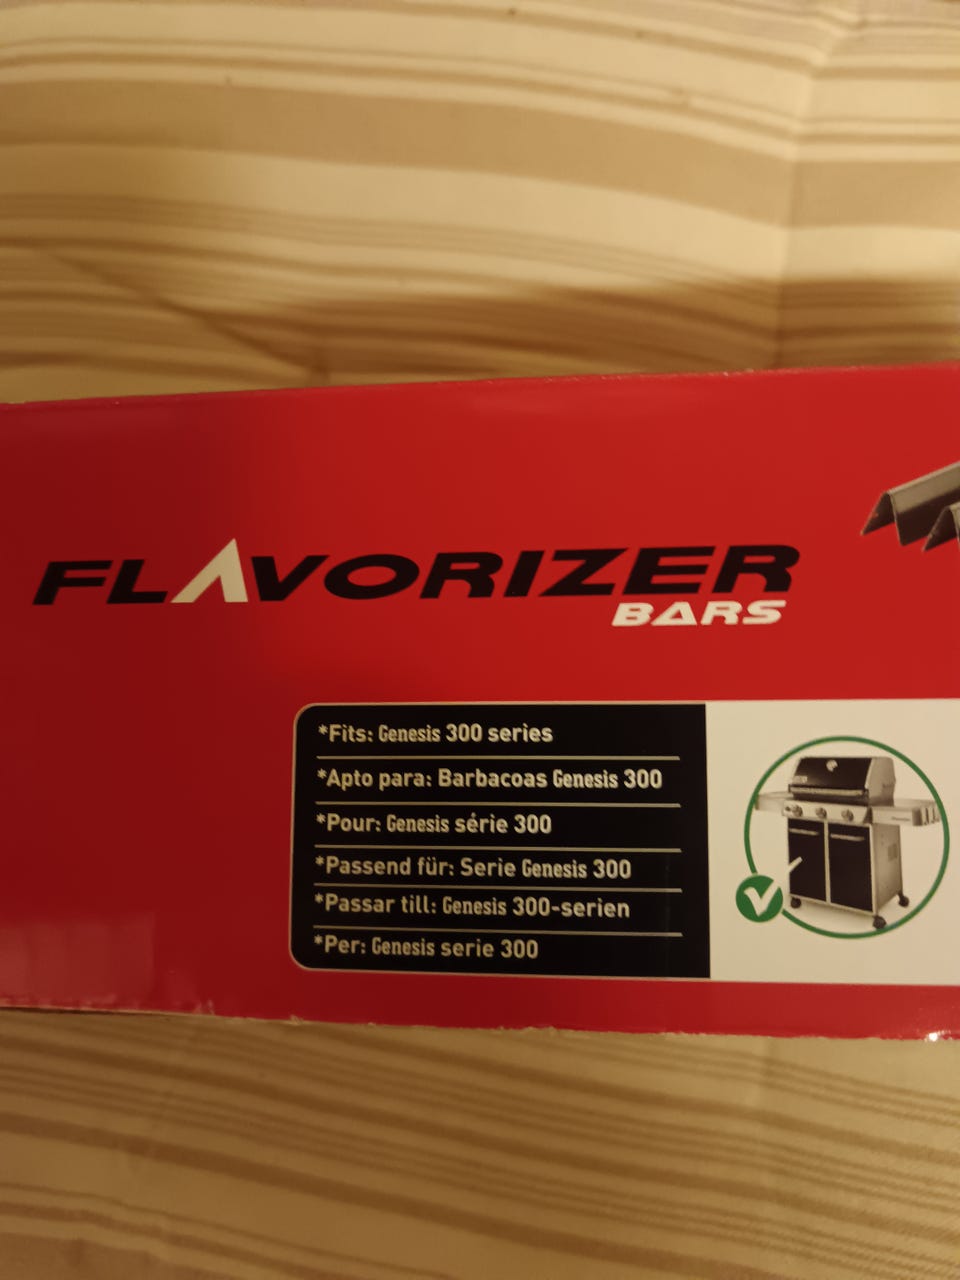 FLAVORIZER
BARS
*Fits: Genesis 300 series
*Apto para: Barbacoas Genesis 300
*Pour: Genesis série 300
*Passend für: Serie Genesis 300
*Passar till: Genesis 300-serien
*Per: Genesis serie 300